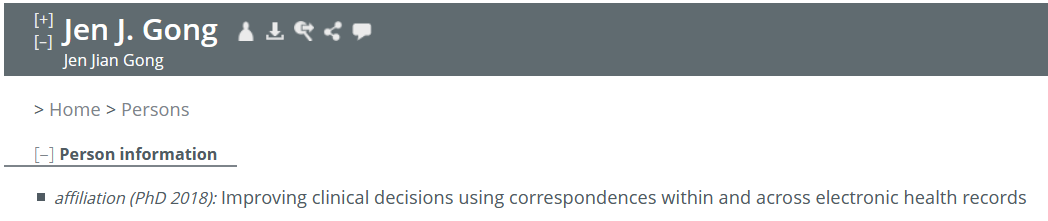 [+]
[–] Jen J. Gong
Jen Jian Gong
> Home > Persons
[–] Person information
affiliation (PhD 2018): Improving clinical decisions using correspondences within and across electronic health records